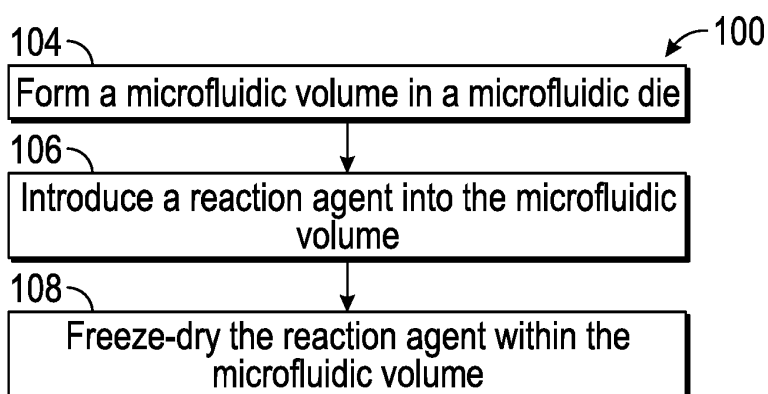 100
104
Form a microfluidic volume in a microfluidic die
106
Introduce a reaction agent into the microfluidic
volume
108
Freeze-dry the reaction agent within the
microfluidic volume